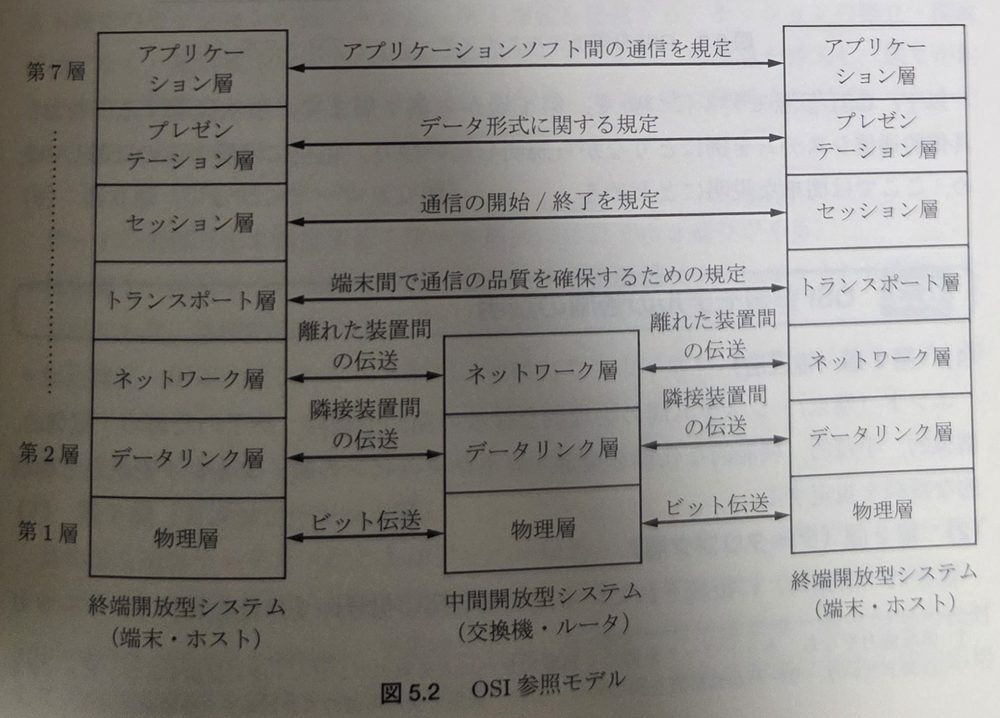 第7層
アプリケー
ション層
アプリケーションソフト間の通信を規定
アプリケー
ション層
プレゼン
テーション層
データ形式に関する規定
プレゼン
テーション層
セッション層
通信の開始 / 終了を規定
セッション層
トランスポート層
端末間で通信の品質を確保するための規定
トランスポート層
ネットワーク層
離れた装置間
の伝送
ネットワーク層
離れた装置間
の伝送
ネットワーク層
第2層
データリンク層
隣接装置間
の伝送
データリンク層
隣接装置間
の伝送
データリンク層
第1層
物理層
ビット伝送
物理層
ビット伝送
物理層
終端開放型システム
(端末・ホスト)
中間開放型システム
(交換機・ルータ)
終端開放型システム
(端末・ホスト)
図 5.2 OSI 参照モデル